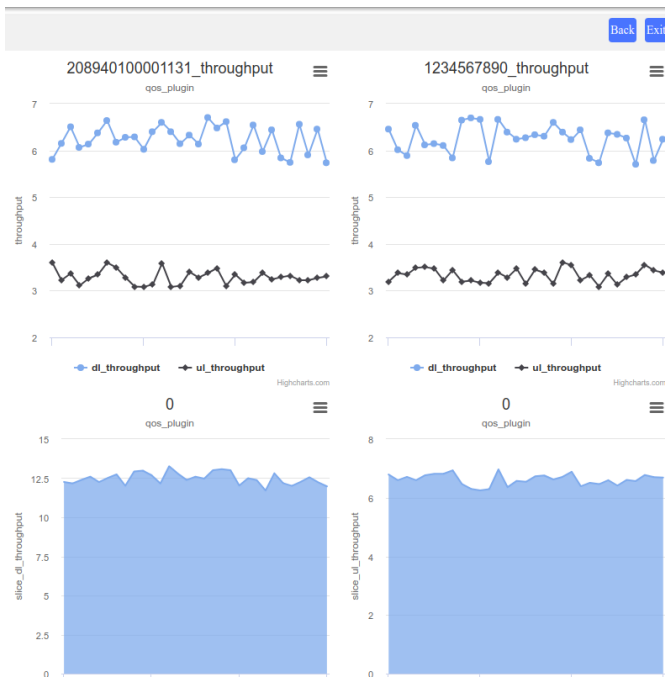 Back Exit
208940100001131_throughput
qos_plugin
7
6
5
4
3
2
throughput
dl_throughput ul_throughput
Highcharts.com
1234567890_throughput
qos_plugin
7
6
5
4
3
2
throughput
dl_throughput ul_throughput
Highcharts.com
0
qos_plugin
15
12.5
10
7.5
5
2.5
0
slice_dl_throughput
0
qos_plugin
8
6
4
2
0
slice_ul_throughput